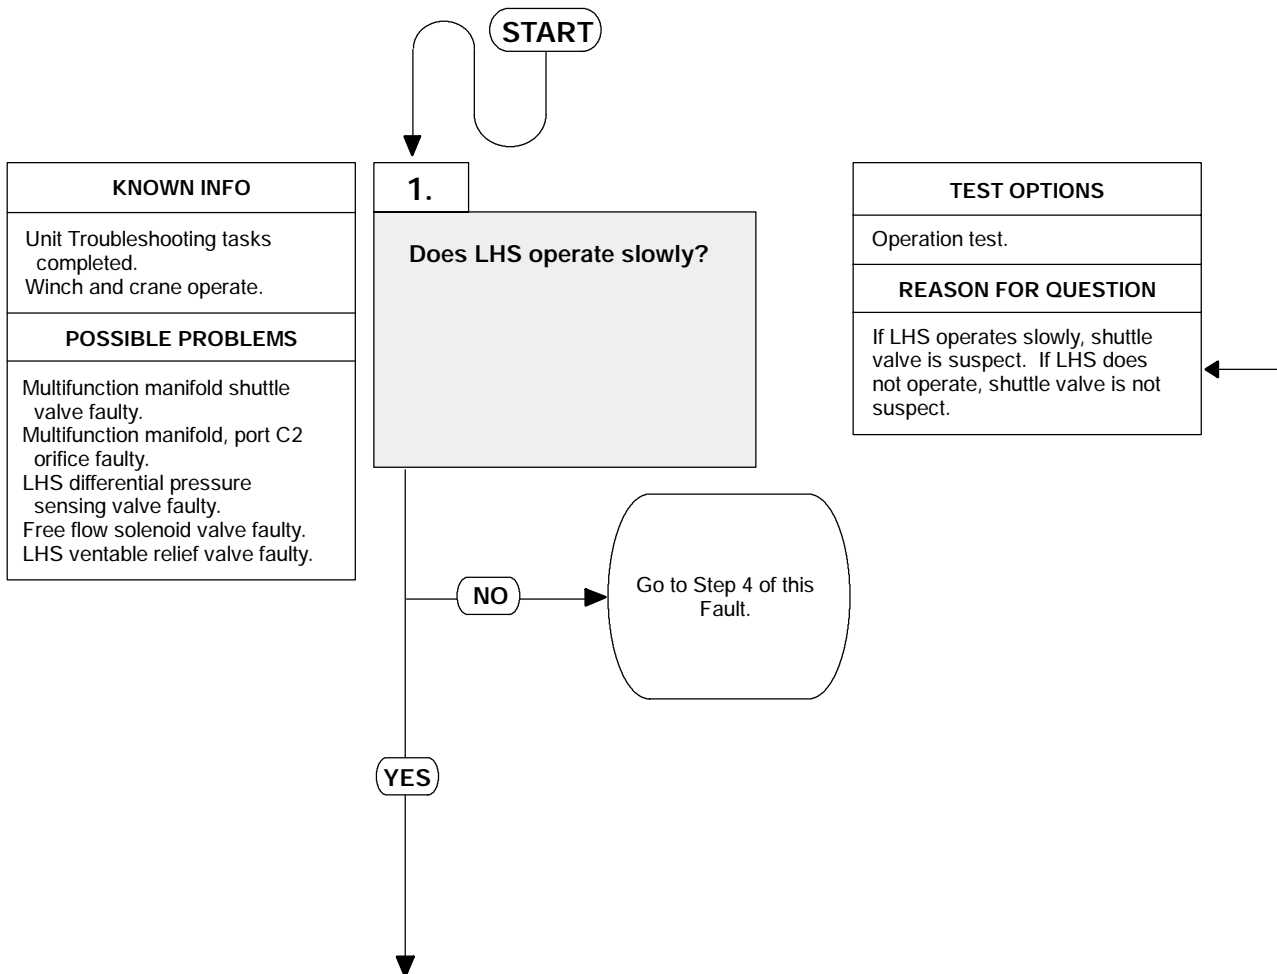 START
KNOWN INFO
Unit Troubleshooting tasks
completed.
Winch and crane operate.
POSSIBLE PROBLEMS
Multifunction manifold shuttle
valve faulty.
Multifunction manifold, port C2
orifice faulty.
LHS differential pressure
sensing valve faulty.
Free flow solenoid valve faulty.
LHS ventable relief valve faulty.
1.
Does LHS operate slowly?
TEST OPTIONS
Operation test.
REASON FOR QUESTION
If LHS operates slowly, shuttle
valve is suspect.  If LHS does
not operate, shuttle valve is not
suspect.
NO
Go to Step 4 of this
Fault.
YES